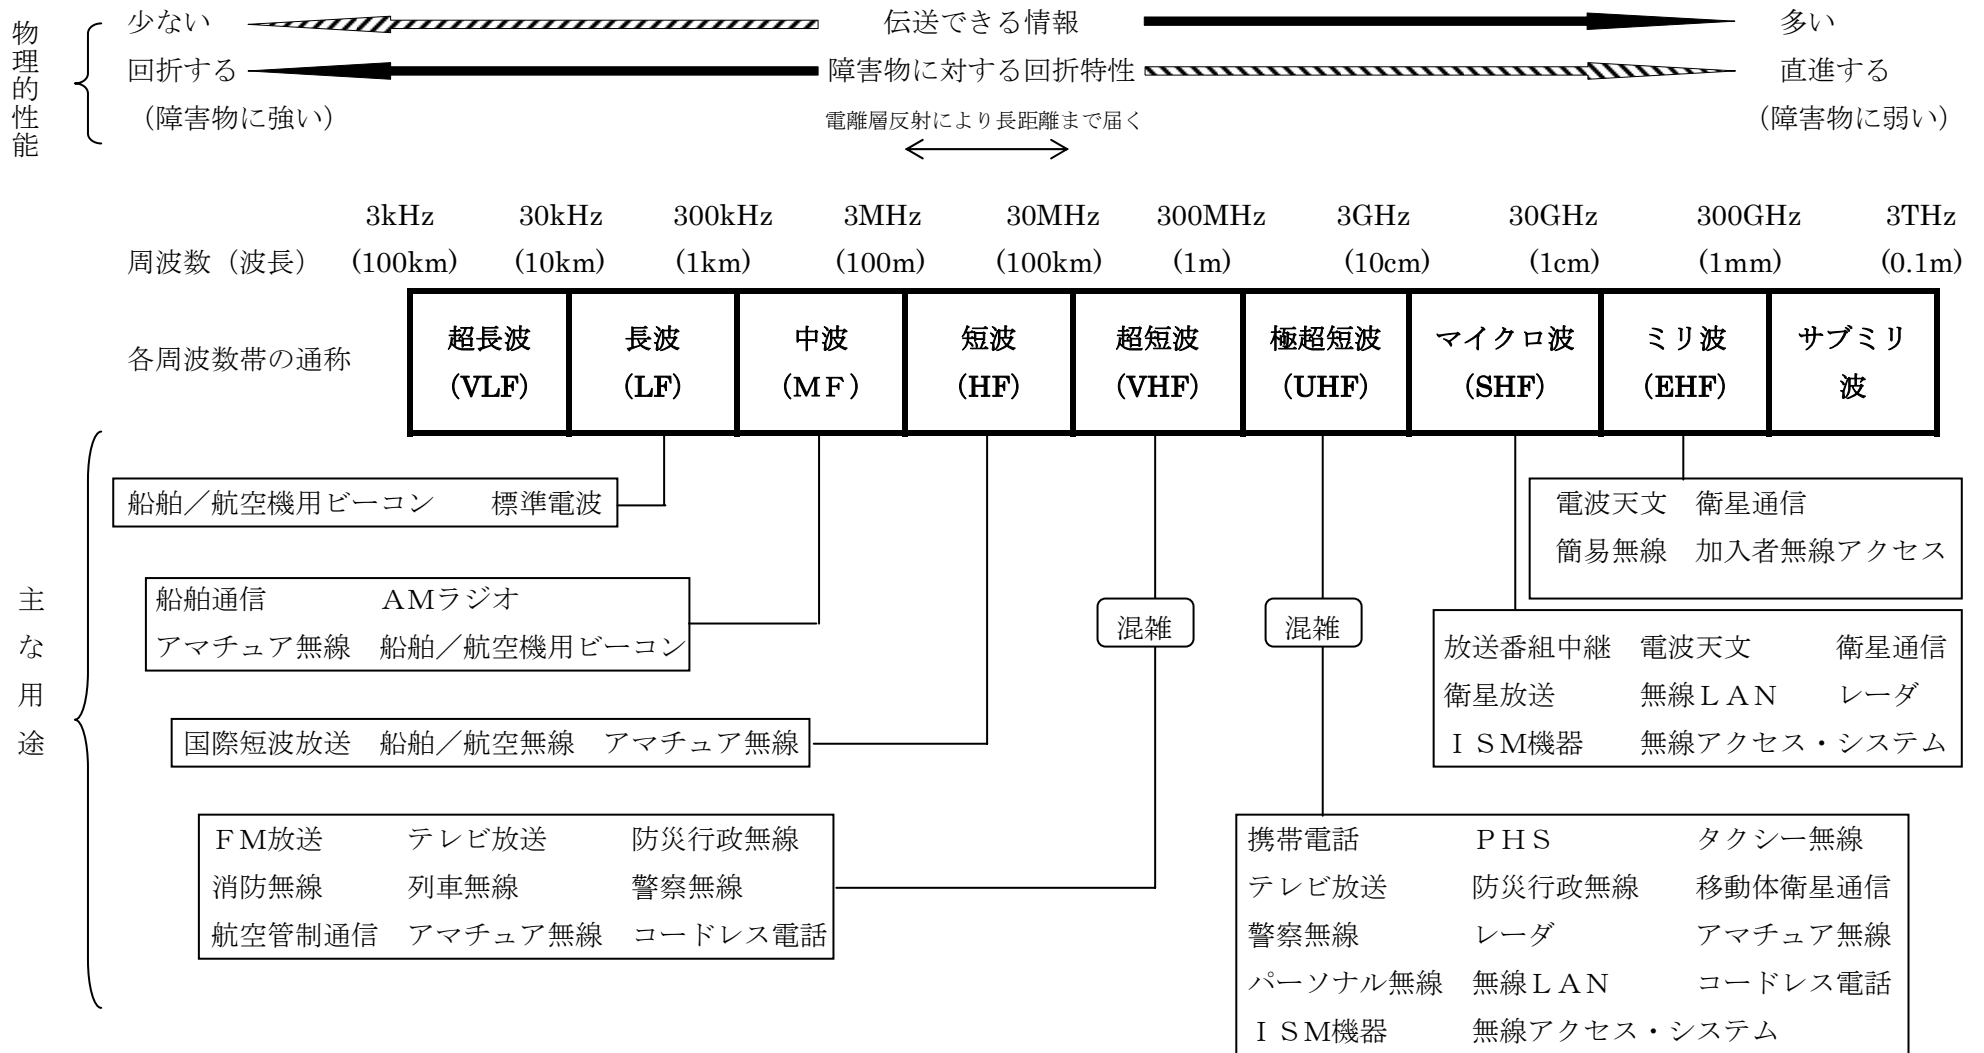 物理的性能
少ない 伝送できる情報 多い
回折する 障害物に対する回折特性 直進する
（障害物に強い） 電離層反射により長距離まで届く （障害物に弱い）
3kHz 30kHz 300kHz 3MHz 30MHz 300MHz 3GHz 30GHz 300GHz 3THz
周波数（波長） (100km) (10km) (1km) (100m) (100km) (1m) (10cm) (1cm) (1mm) (0.1m)
各周波数帯の通称
超長波
(VLF)
長波
(LF)
中波
(ＭＦ)
短波
(HF)
超短波
(VHF)
極超短波
(UHF)
マイクロ波
(SHF)
ミリ波
(EHF)
サブミリ
波
主な用途
船舶／航空機用ビーコン 標準電波
船舶通信 ＡＭラジオ
アマチュア無線 船舶／航空機用ビーコン
国際短波放送 船舶／航空無線 アマチュア無線
混雑
ＦＭ放送 テレビ放送 防災行政無線
消防無線 列車無線 警察無線
航空管制通信 アマチュア無線 コードレス電話
混雑
携帯電話 ＰＨＳ タクシー無線
テレビ放送 防災行政無線 移動体衛星通信
警察無線 レーダ アマチュア無線
パーソナル無線 無線ＬＡＮ コードレス電話
ＩＳＭ機器 無線アクセス・システム
放送番組中継 電波天文 衛星通信
衛星放送 無線ＬＡＮ レーダ
ＩＳＭ機器 無線アクセス・システム
電波天文 衛星通信
簡易無線 加入者無線アクセス